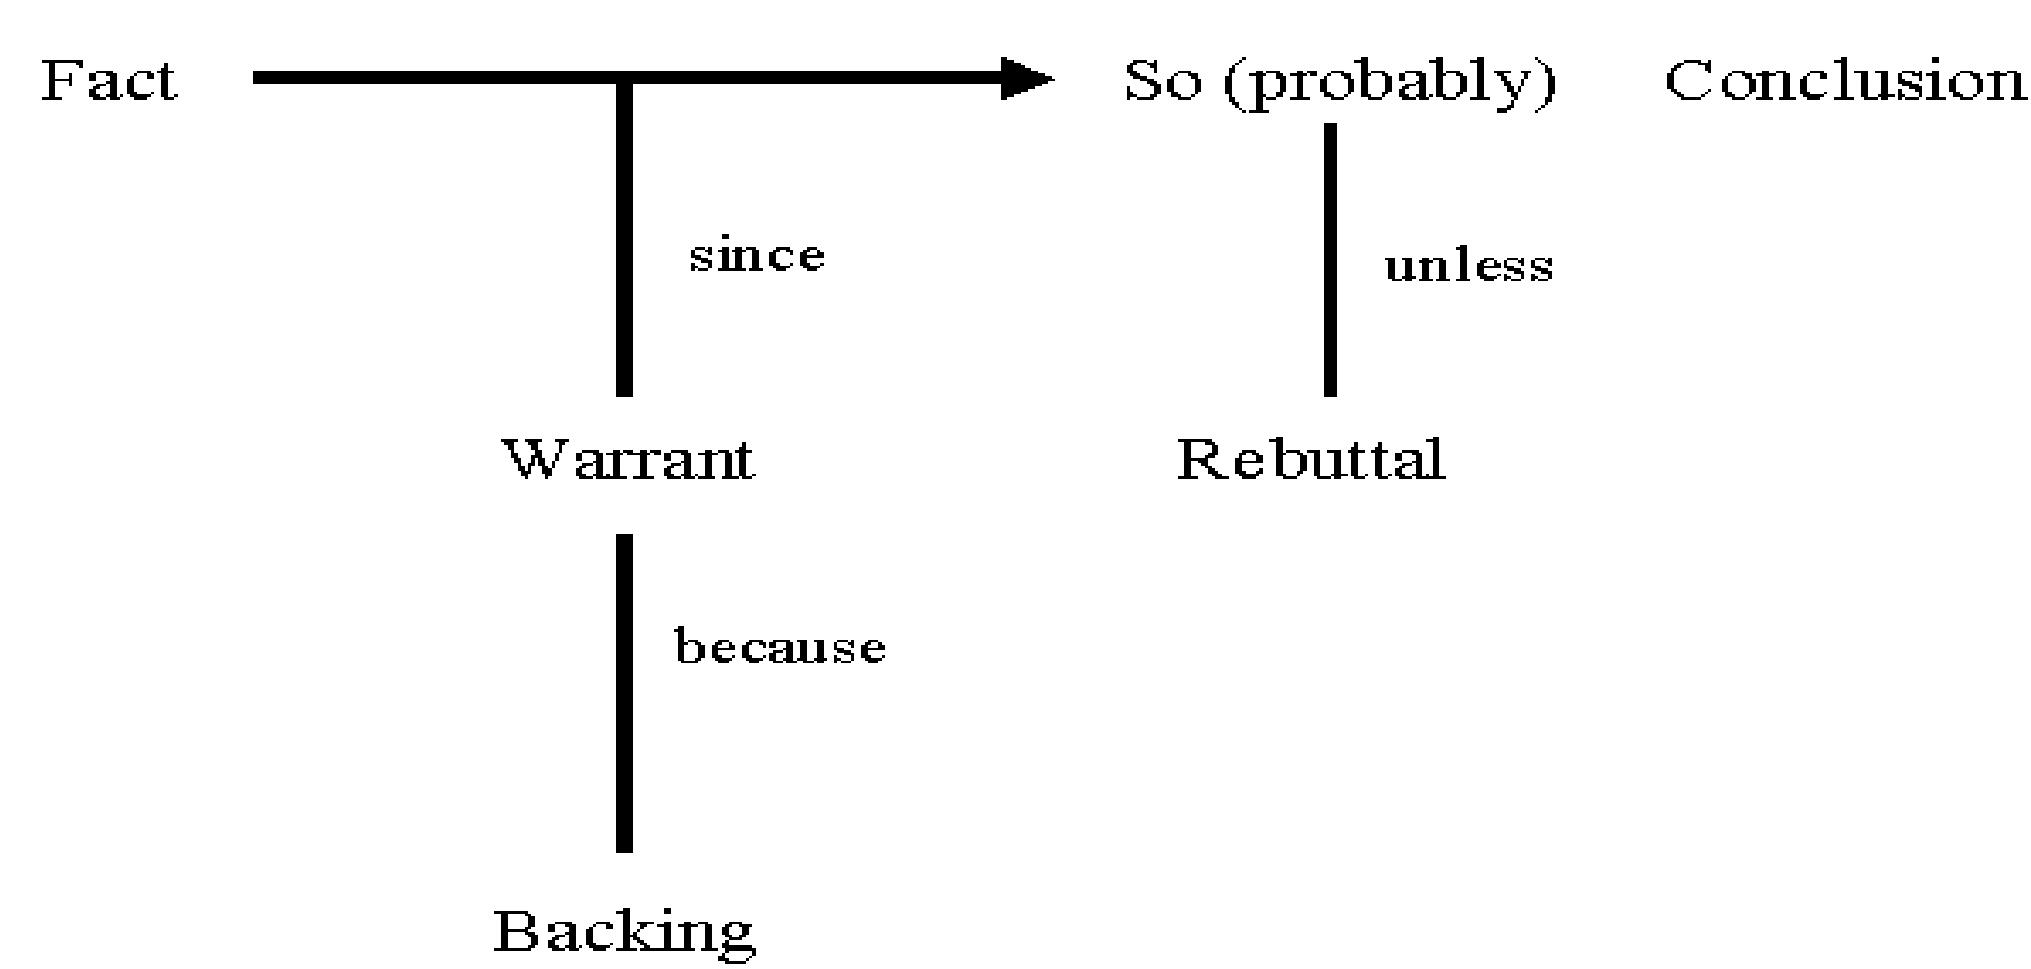 Fact So (probably) Conclusion
since unless
Warrant Rebuttal
because
Backing